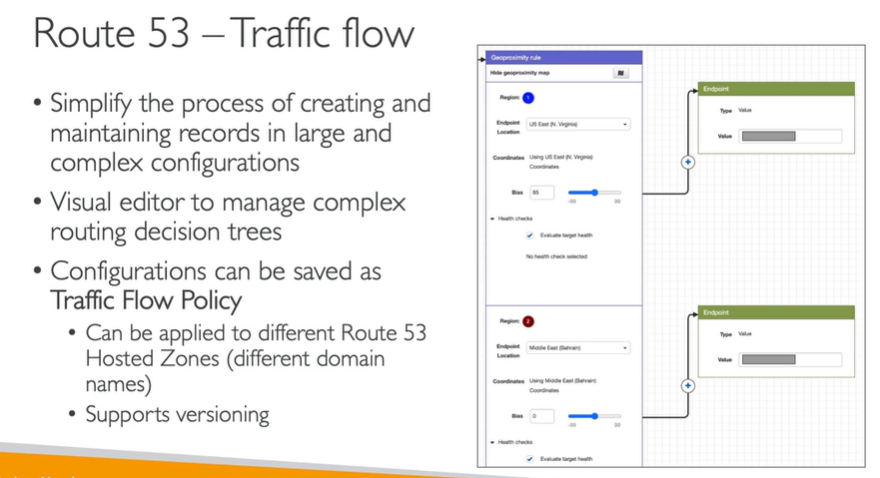 Route 53 – Traffic flow
• Simplify the process of creating and
maintaining records in large and
complex configurations
• Visual editor to manage complex
routing decision trees
• Configurations can be saved as
Traffic Flow Policy
• Can be applied to different Route 53
Hosted Zones (different domain
names)
• Supports versioning
Geoproximity rule
Hide geoproximity map
Region: 1
Endpoint
Location
US East (N. Virginia)
Coordinates
Using US East (N. Virginia)
Coordinates
Bias
85
-50
50
Health checks
Evaluate target health
No health check selected
Endpoint
Type Value
Value
Region: 2
Endpoint
Location
Middle East (Bahrain)
Coordinates
Using Middle East (Bahrain)
Coordinates
Bias
0
Health checks
Evaluate target health
Endpoint
Type Value
Value